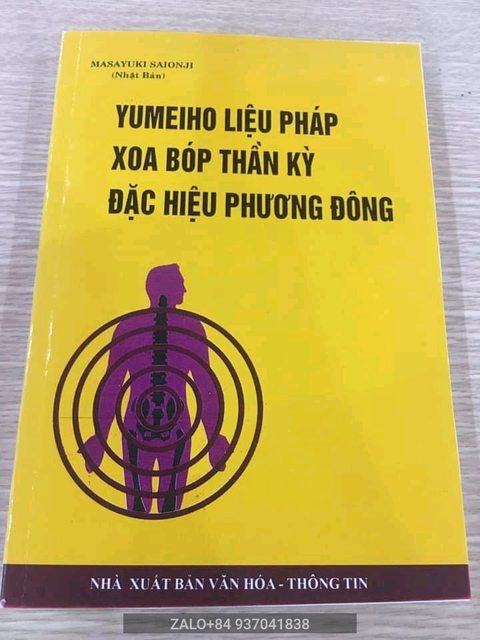 MASAYUKI SAIONJI
(Nhật Bản)
YUMEIHO LIỆU PHÁP
XOA BÓP THẦN KỲ
ĐẶC HIỆU PHƯƠNG ĐÔNG
NHÀ XUẤT BẢN VĂN HÓA - THÔNG TIN
ZALO+84 937041838